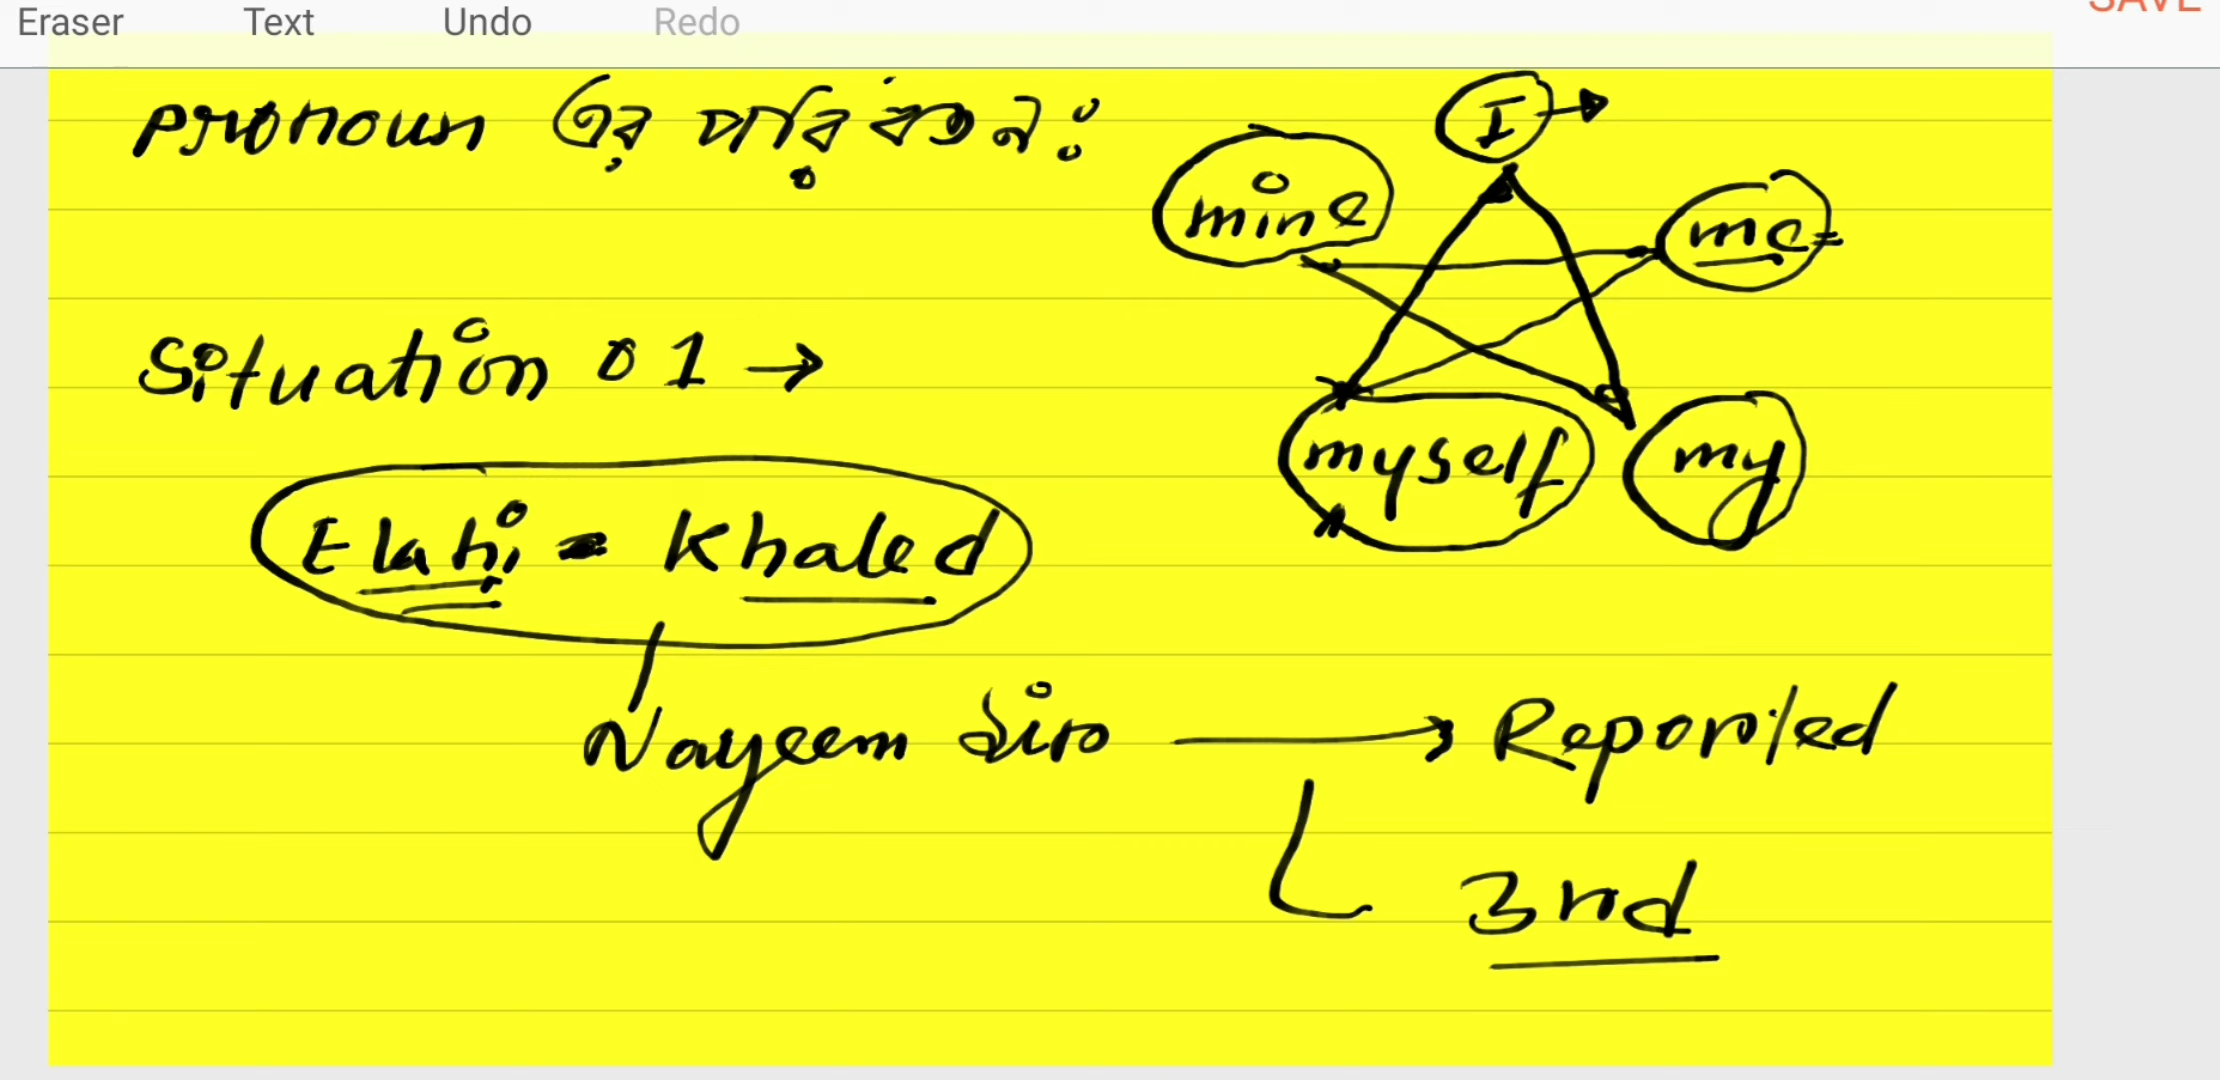 Eraser Text Undo Redo SAVE
pronoun এর পরিবর্তন:
I
mine
me
Situation 01 →
myself my
Elahi = Khaled
Nayeem Sir → Reported
3rd